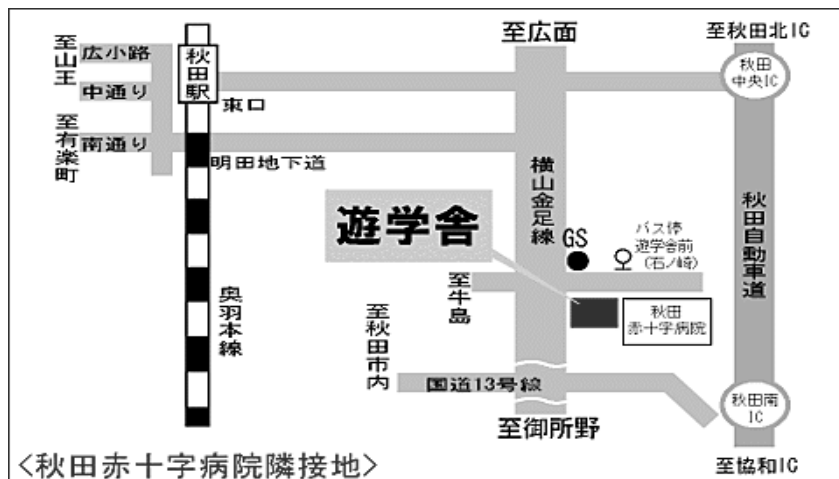 至広面
至秋田北IC
至山王
広小路
秋田駅
秋田
中央IC
中通り
東口
至有楽町
南通り
明田地下道
横山金足線
秋田自動車道
遊学舎
GS
バス停
遊学舎前
(石ノ崎)
至牛島
奥羽本線
至秋田市内
秋田
赤十字病院
国道13号線
秋田南
IC
至御所野
至協和IC
<秋田赤十字病院隣接地>